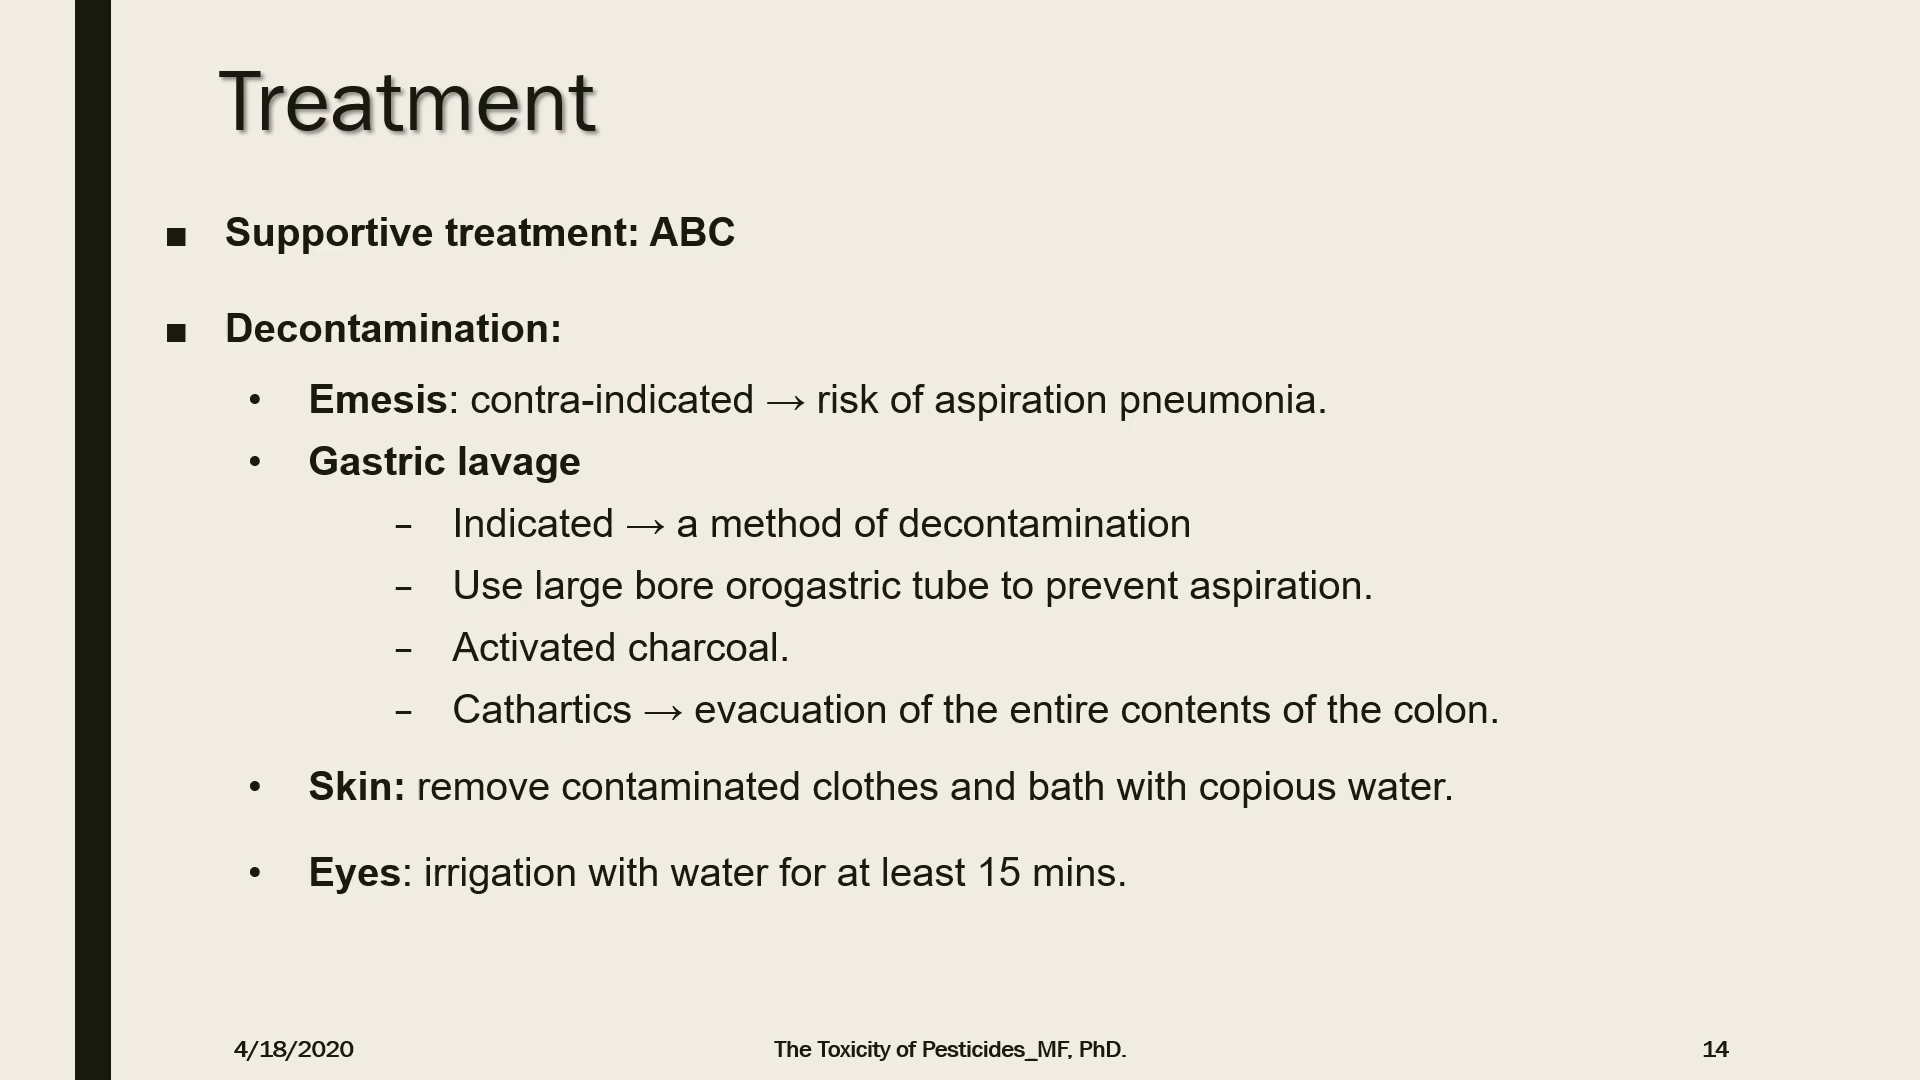 Treatment
■ Supportive treatment: ABC
■ Decontamination:
• Emesis: contra-indicated → risk of aspiration pneumonia.
• Gastric lavage
– Indicated → a method of decontamination
– Use large bore orogastric tube to prevent aspiration.
– Activated charcoal.
– Cathartics → evacuation of the entire contents of the colon.
• Skin: remove contaminated clothes and bath with copious water.
• Eyes: irrigation with water for at least 15 mins.
4/18/2020 The Toxicity of Pesticides_MF, PhD. 14